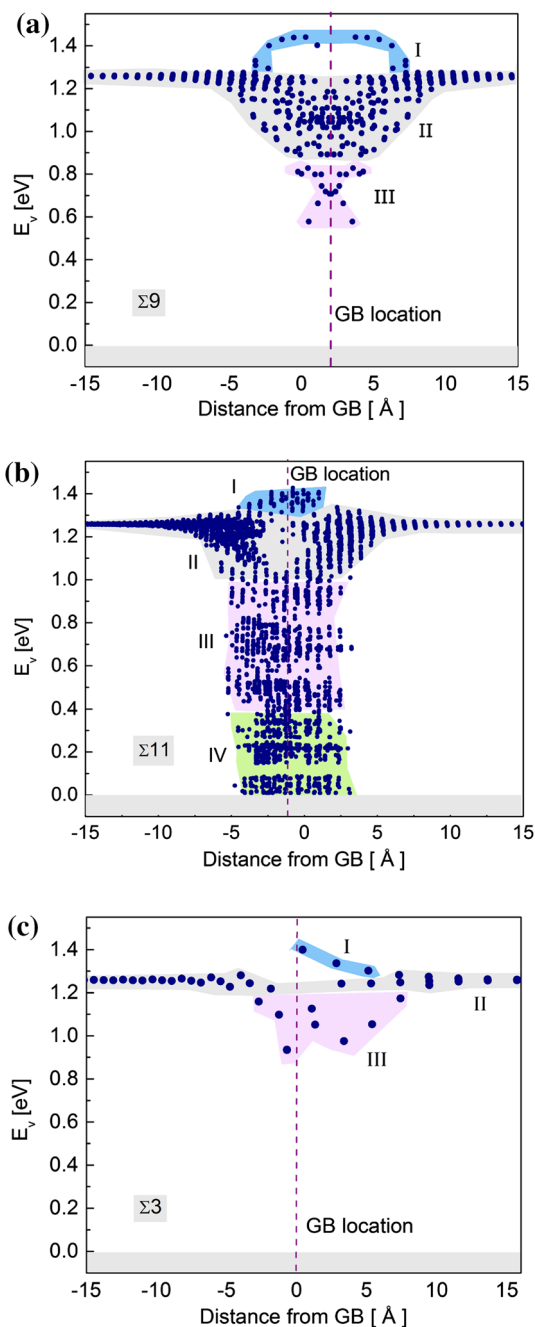 (a)
1.4
I
1.2
1.0
II
0.8
III
0.6
0.4
0.2
Σ9
GB location
0.0
-15 -10 -5 0 5 10 15
Distance from GB [ Å ]
E_v [eV]
(b)
GB location
I
1.4
1.2
II
1.0
0.8
III
0.6
0.4
IV
0.2
Σ11
0.0
-15 -10 -5 0 5 10 15
Distance from GB [ Å ]
E_v [eV]
(c)
I
1.4
1.2
II
1.0
III
0.8
0.6
0.4
0.2
Σ3
GB location
0.0
-15 -10 -5 0 5 10 15
Distance from GB [ Å ]
E_v [eV]